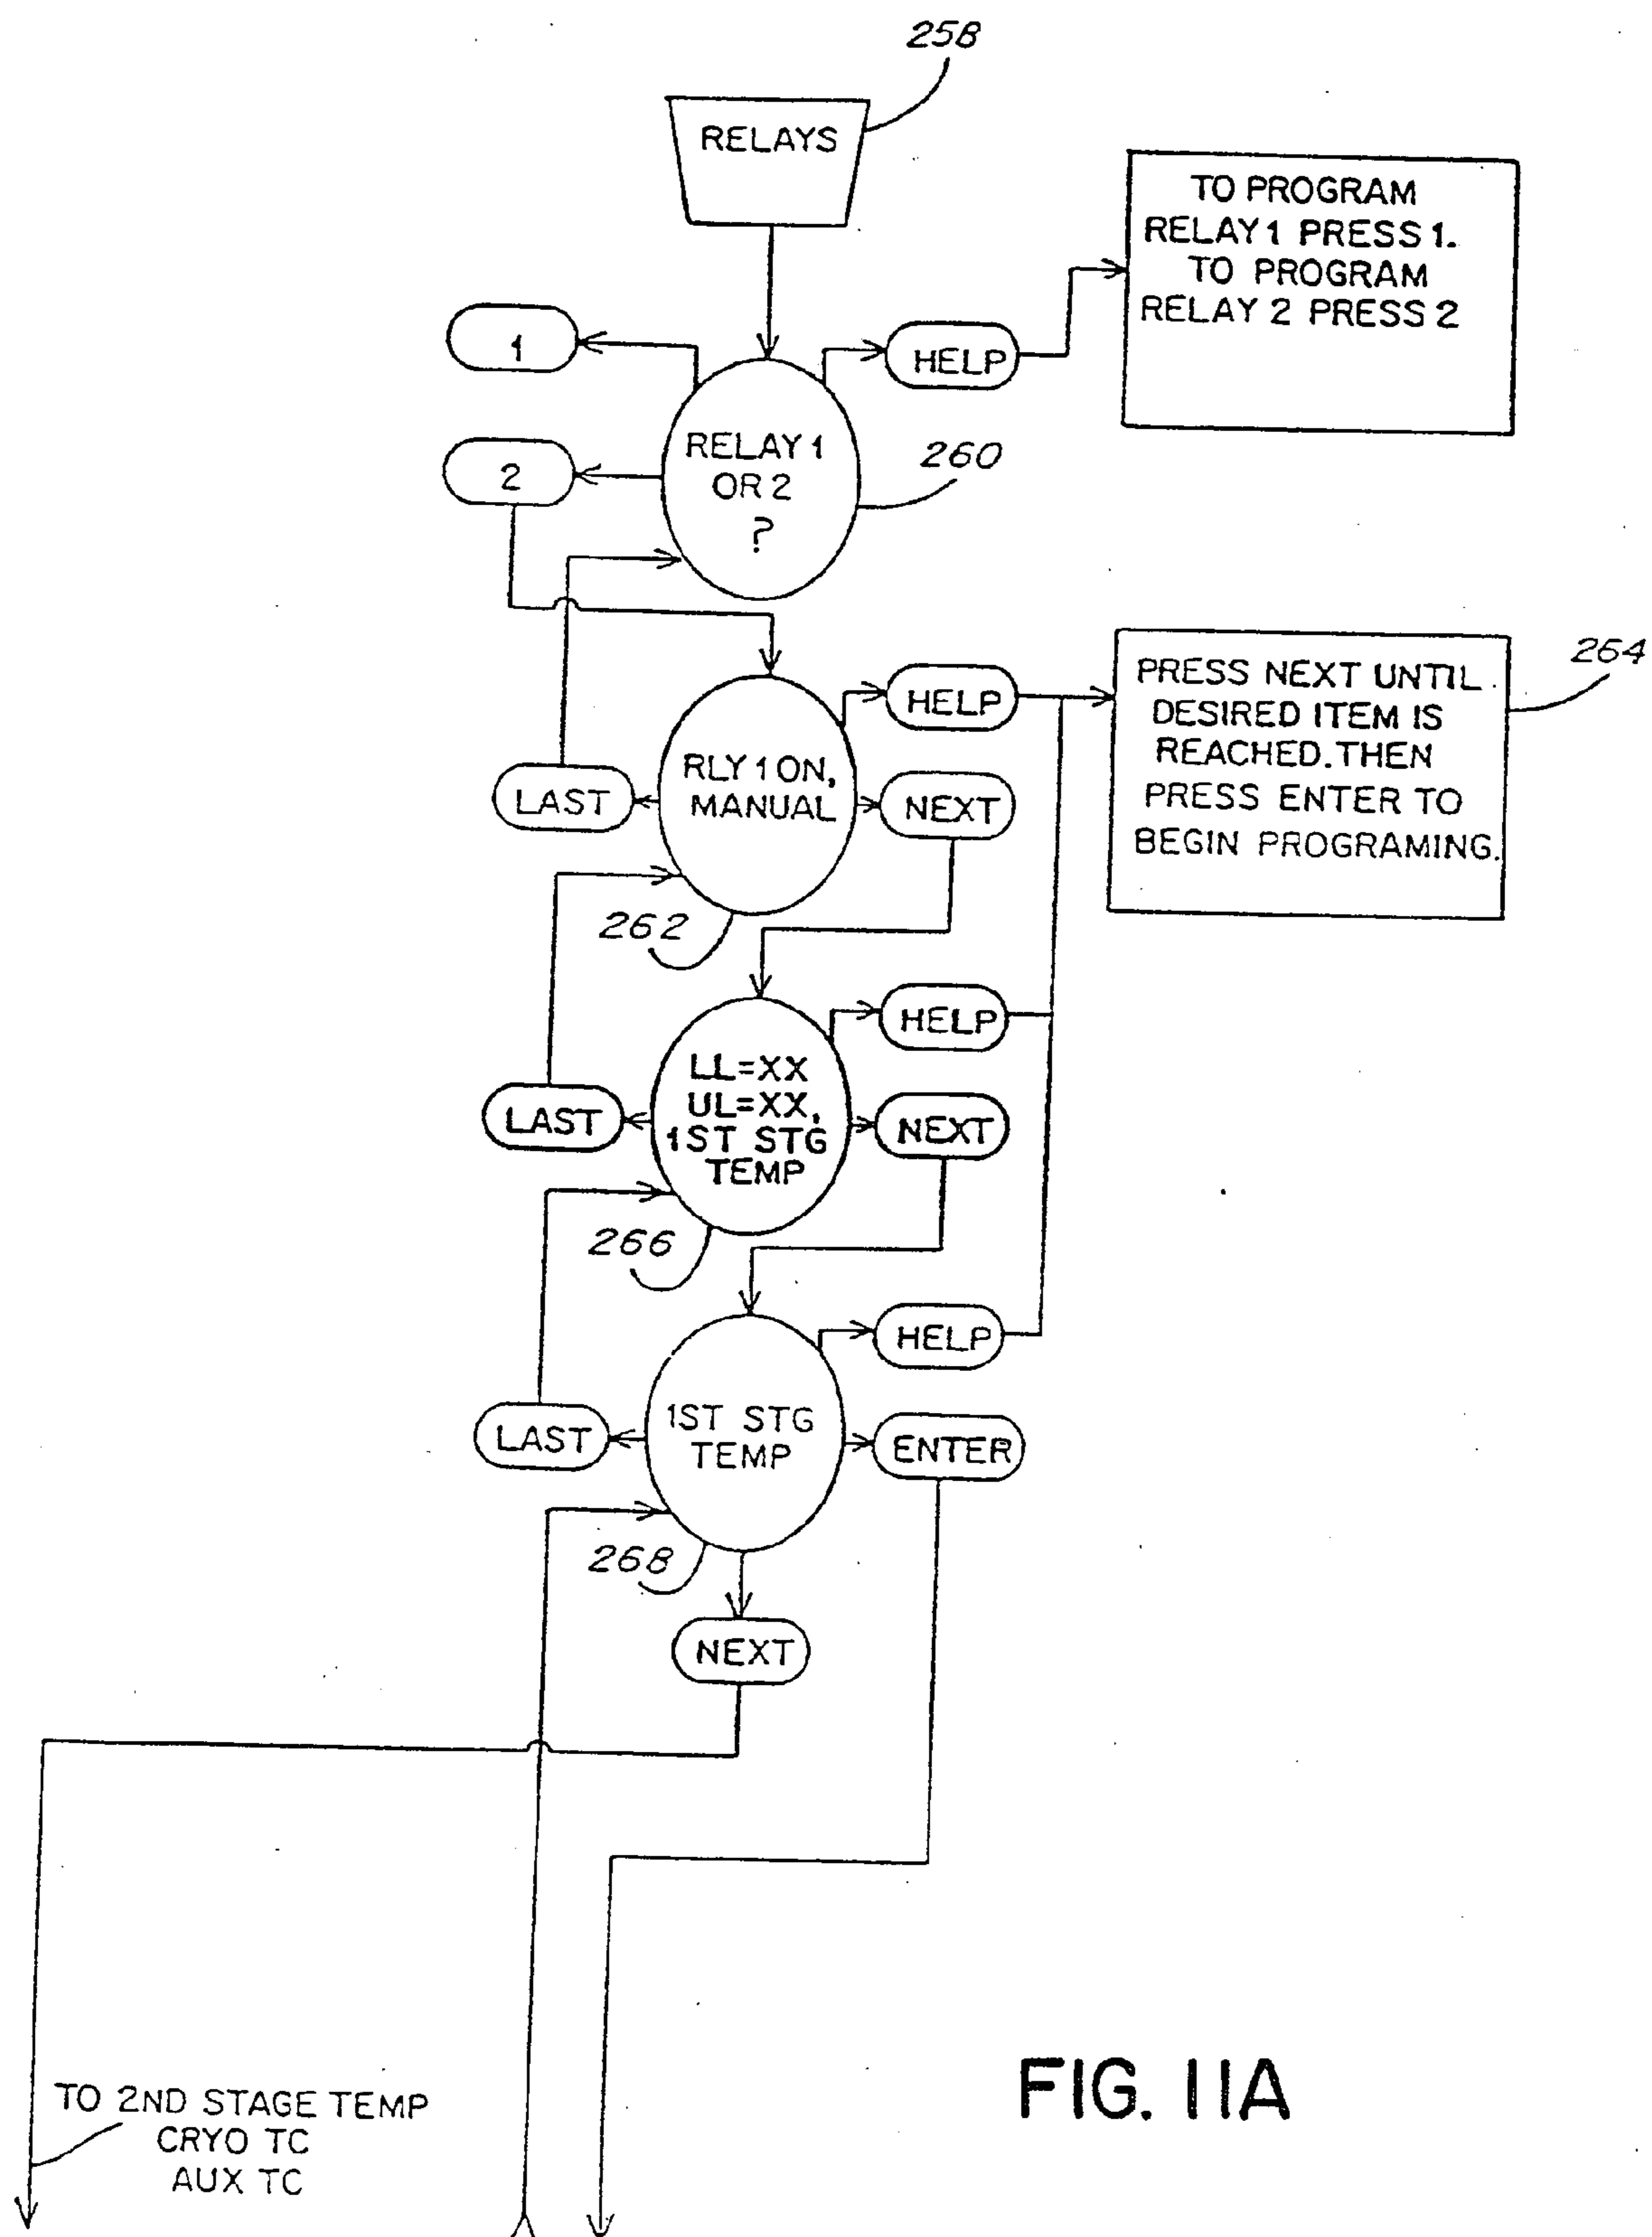 258
RELAYS
TO PROGRAM
RELAY 1 PRESS 1.
TO PROGRAM
RELAY 2 PRESS 2
1
HELP
2
RELAY 1
OR 2
?
260
264
HELP
PRESS NEXT UNTIL
DESIRED ITEM IS
REACHED. THEN
PRESS ENTER TO
BEGIN PROGRAMING.
LAST
RLY 1 ON,
MANUAL
NEXT
262
HELP
LAST
LL=XX
UL=XX,
1ST STG
TEMP
NEXT
266
HELP
LAST
1ST STG
TEMP
ENTER
268
NEXT
TO 2ND STAGE TEMP
CRYO TC
AUX TC
FIG. 11A